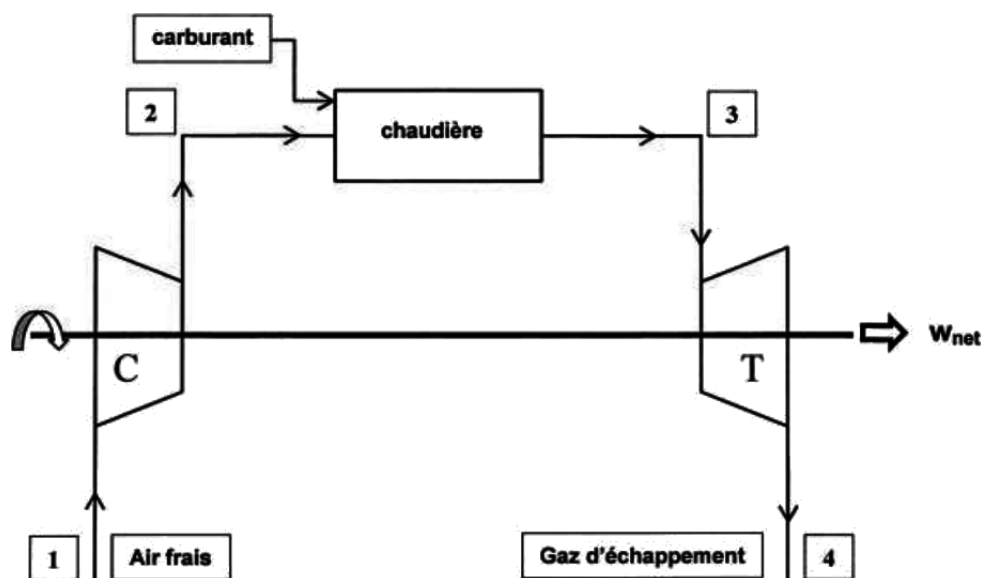 carburant
2
chaudière
3
C
T
Wnet
1
Air frais
Gaz d'échappement
4